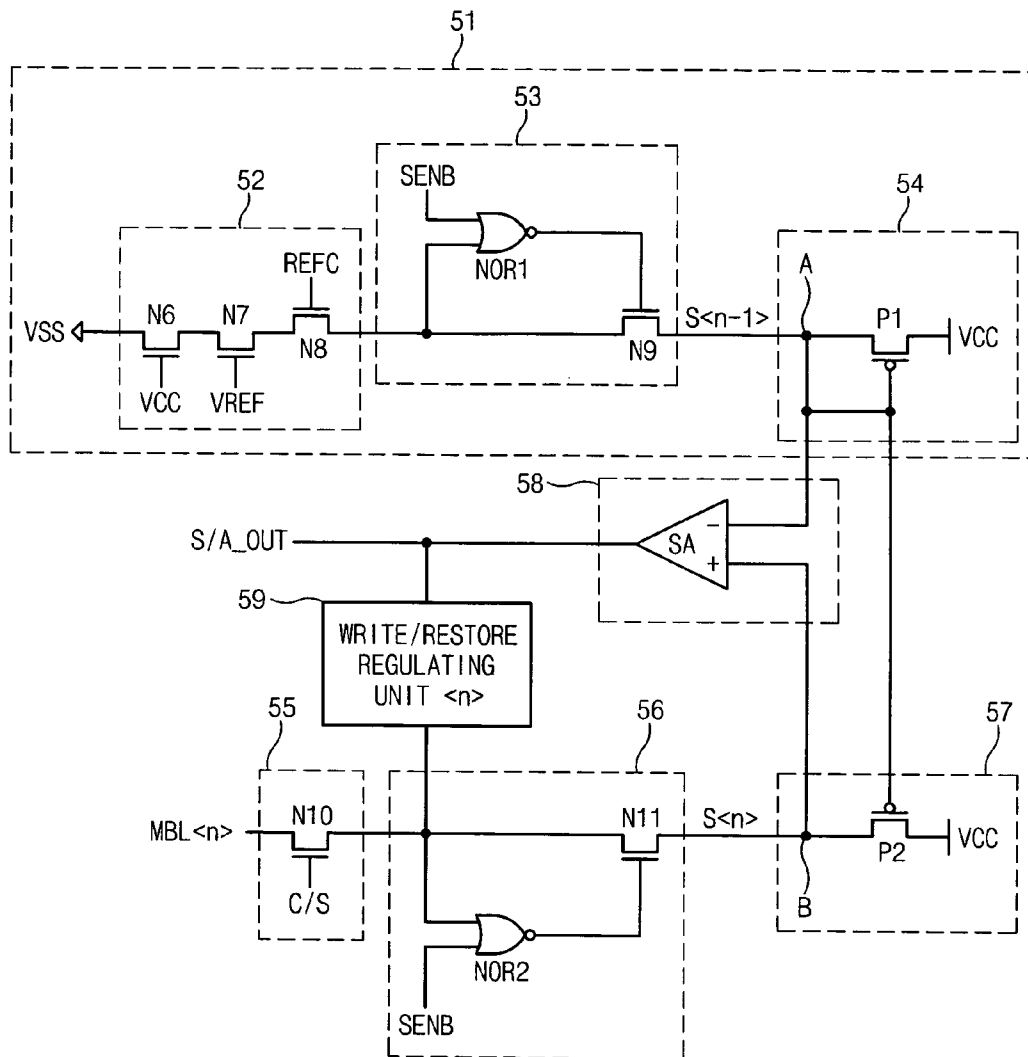 51
53
SENB
52
54
REFC
NOR1
A
N6
N7
S<n-1>
P1
VSS
VCC
N8
N9
VCC
VREF
58
S/A_OUT
SA
-
+
59
WRITE/RESTORE
REGULATING
UNIT <n>
55
56
57
N10
N11
S<n>
MBL<n>
VCC
P2
C/S
B
NOR2
SENB